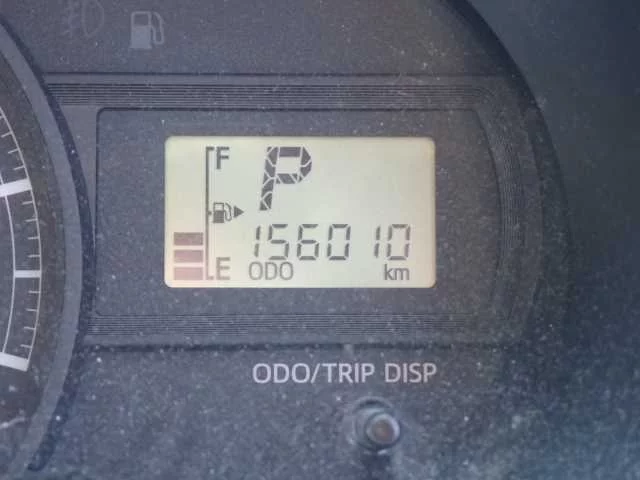 F
P
156010
E ODO km
ODO/TRIP DISP